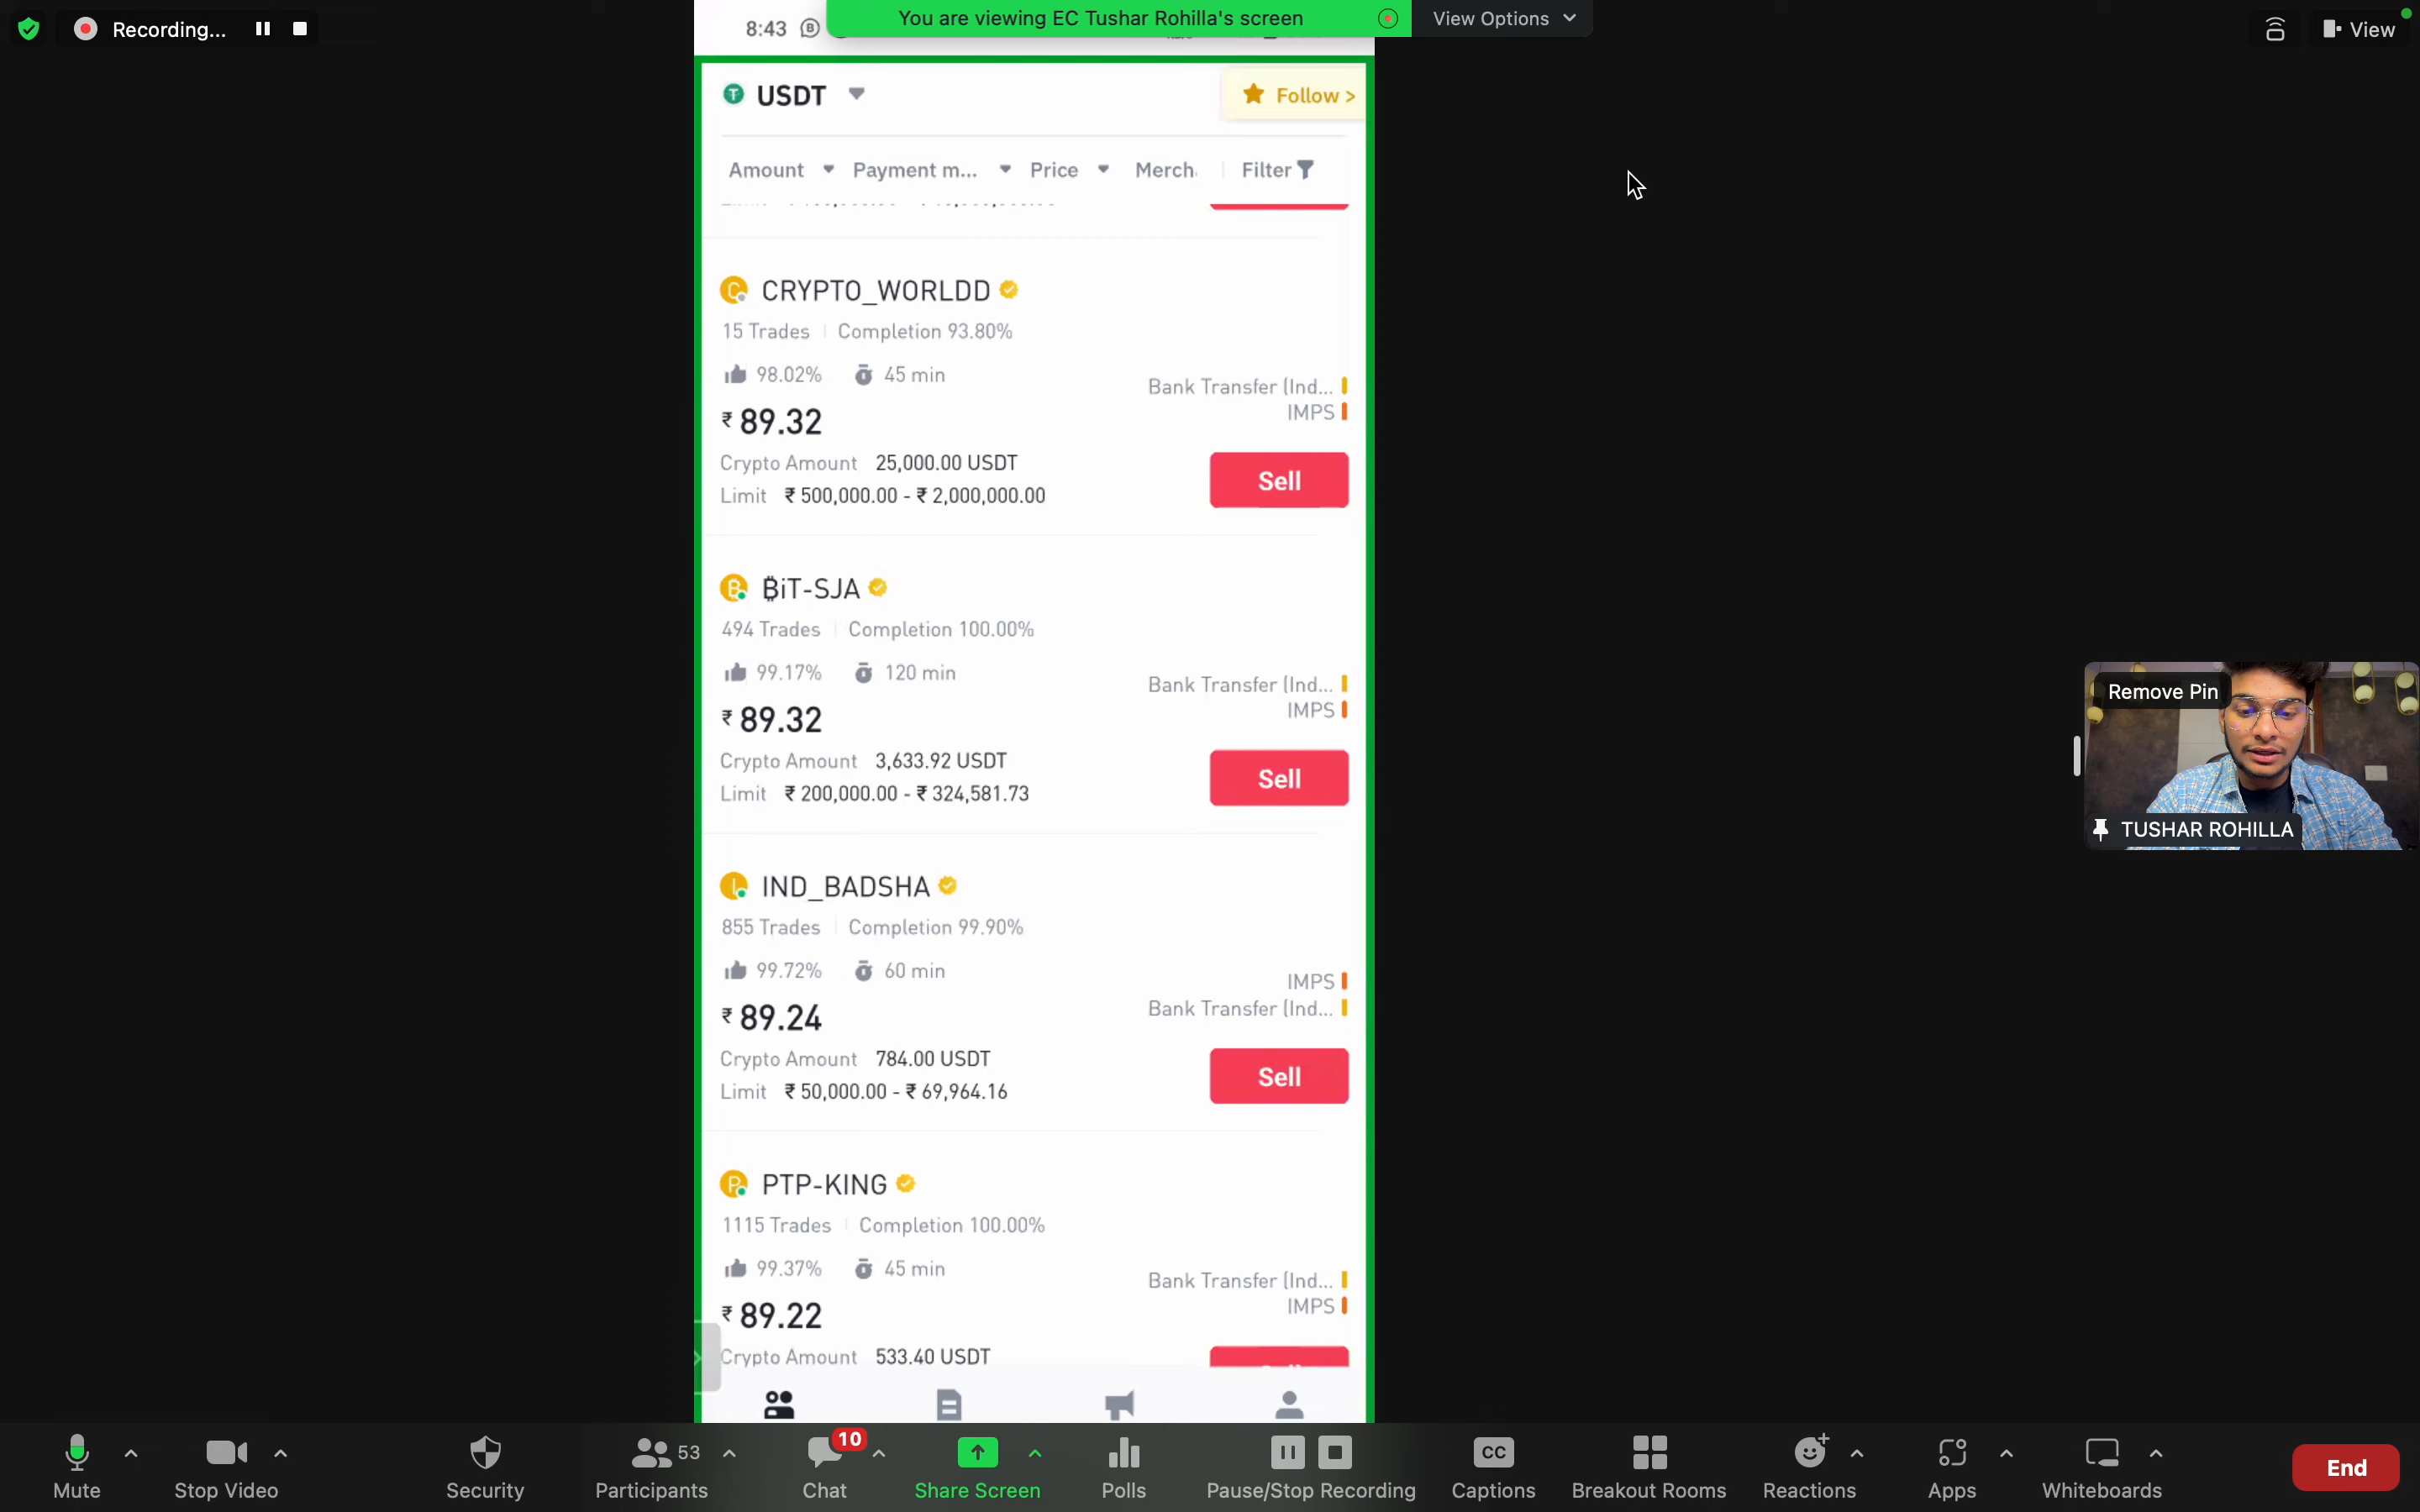 Recording...
8:43
You are viewing EC Tushar Rohilla's screen
View Options
View
USDT
Follow >
Amount
Payment m...
Price
Merch
Filter
CRYPTO_WORLDD
15 Trades
Completion 93.80%
98.02%
45 min
Bank Transfer (Ind...
IMPS
₹ 89.32
Crypto Amount 25,000.00 USDT
Limit ₹ 500,000.00 - ₹ 2,000,000.00
Sell
₿iT-SJA
494 Trades
Completion 100.00%
99.17%
120 min
Bank Transfer (Ind...
IMPS
₹ 89.32
Crypto Amount 3,633.92 USDT
Limit ₹ 200,000.00 - ₹ 324,581.73
Sell
IND_BADSHA
855 Trades
Completion 99.90%
99.72%
60 min
IMPS
Bank Transfer (Ind...
₹ 89.24
Crypto Amount 784.00 USDT
Limit ₹ 50,000.00 - ₹ 69,964.16
Sell
PTP-KING
1115 Trades
Completion 100.00%
99.37%
45 min
Bank Transfer (Ind...
IMPS
₹ 89.22
Crypto Amount 533.40 USDT
Remove Pin
TUSHAR ROHILLA
Mute
Stop Video
Security
53
Participants
10
Chat
Share Screen
Polls
Pause/Stop Recording
CC
Captions
Breakout Rooms
Reactions
Apps
Whiteboards
End